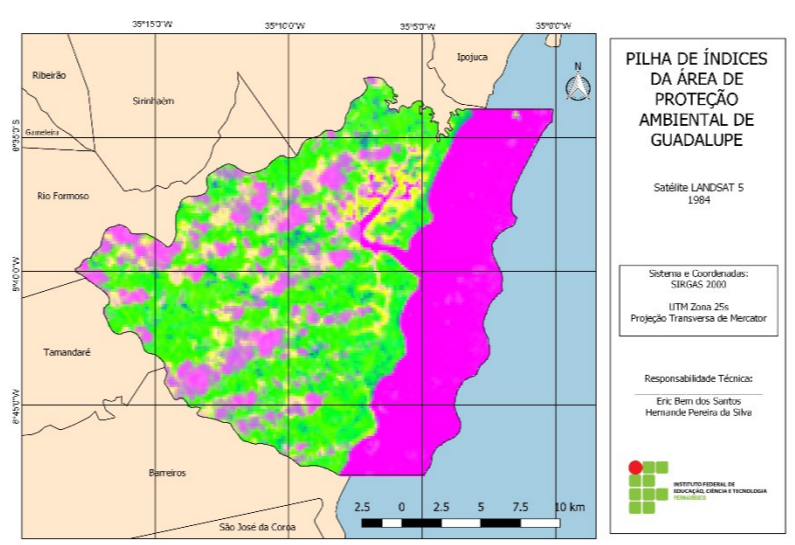 35°15'0"W
35°10'0"W
35°5'0"W
35°0'0"W
8°35'0"S
8°40'0"W
8°45'0"W
Ribeirão
Sirinhaém
Ipojuca
Gameleira
Rio Formoso
Tamandaré
Barreiros
São José da Coroa
N
2.5 0 2.5 5 7.5 10 km
PILHA DE ÍNDICES
DA ÁREA DE
PROTEÇÃO
AMBIENTAL DE
GUADALUPE
Satélite LANDSAT 5
1984
Sistema e Coordenadas:
SIRGAS 2000
UTM Zona 25s
Projeção Transversa de Mercator
Responsabilidade Técnica:
Eric Bem dos Santos
Hernande Pereira da Silva
INSTITUTO FEDERAL DE
EDUCAÇÃO, CIÊNCIA E TECNOLOGIA
PERNAMBUCO